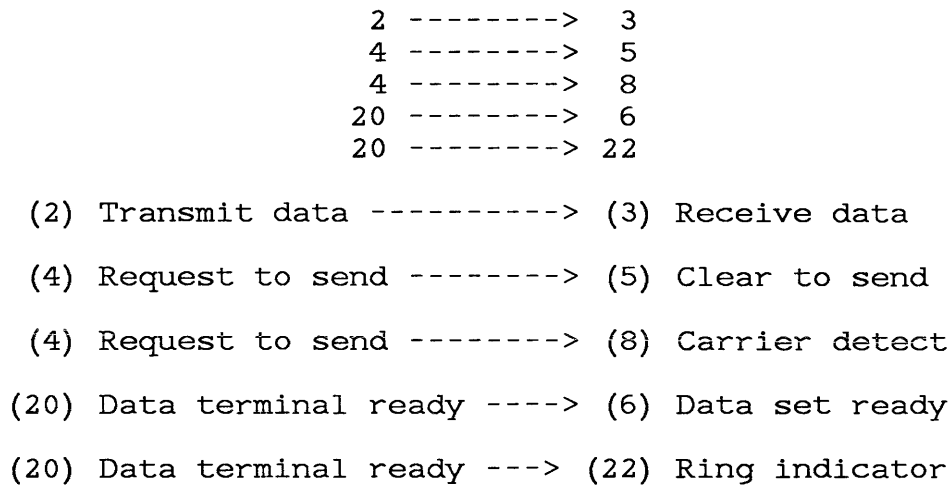 2 --------> 3
4 --------> 5
4 --------> 8
20 --------> 6
20 --------> 22
(2) Transmit data ----------> (3) Receive data
(4) Request to send --------> (5) Clear to send
(4) Request to send --------> (8) Carrier detect
(20) Data terminal ready ----> (6) Data set ready
(20) Data terminal ready ---> (22) Ring indicator